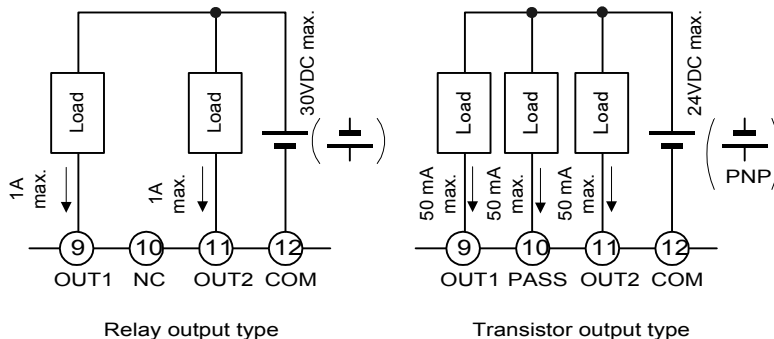 30VDC max.
Load
Load
1A
max.
1A
max.
9
10
11
12
OUT1 NC OUT2 COM
Relay output type
24VDC max.
Load
Load
Load
PNP
50 mA
max.
50 mA
max.
50 mA
max.
9
10
11
12
OUT1 PASS OUT2 COM
Transistor output type